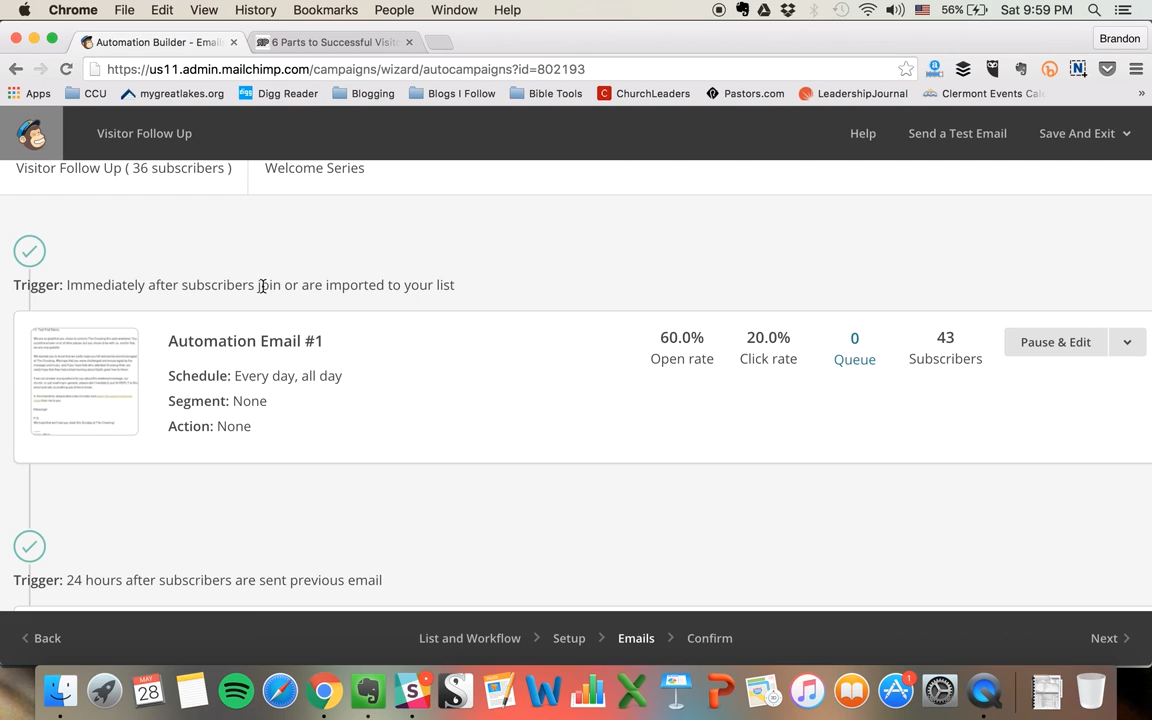 Chrome File Edit View History Bookmarks People Window Help 56% Sat 9:59 PM
Automation Builder - Email
6 Parts to Successful Visit
Brandon
https://us11.admin.mailchimp.com/campaigns/wizard/autocampaigns?id=802193
Apps CCU mygreatlakes.org digg Digg Reader Blogging Blogs I Follow Bible Tools C ChurchLeaders Pastors.com LeadershipJournal Clermont Events Cal »
Visitor Follow Up Help Send a Test Email Save And Exit
Visitor Follow Up ( 36 subscribers ) Welcome Series
Trigger: Immediately after subscribers join or are imported to your list
Automation Email #1
Schedule: Every day, all day
Segment: None
Action: None
60.0% 20.0% 0 43
Open rate Click rate Queue Subscribers
Pause & Edit
Trigger: 24 hours after subscribers are sent previous email
Back List and Workflow Setup Emails Confirm Next
MAY
28
1